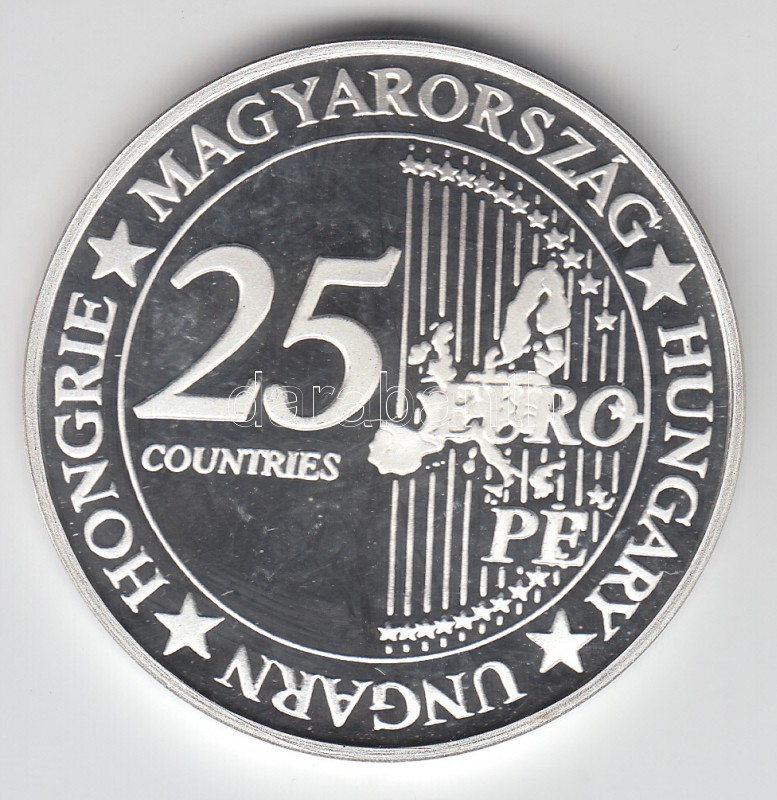 MAGYARORSZÁG ★ HUNGARY ★ UNGARN ★ HONGRIE ★
25
COUNTRIES
EURO
PE